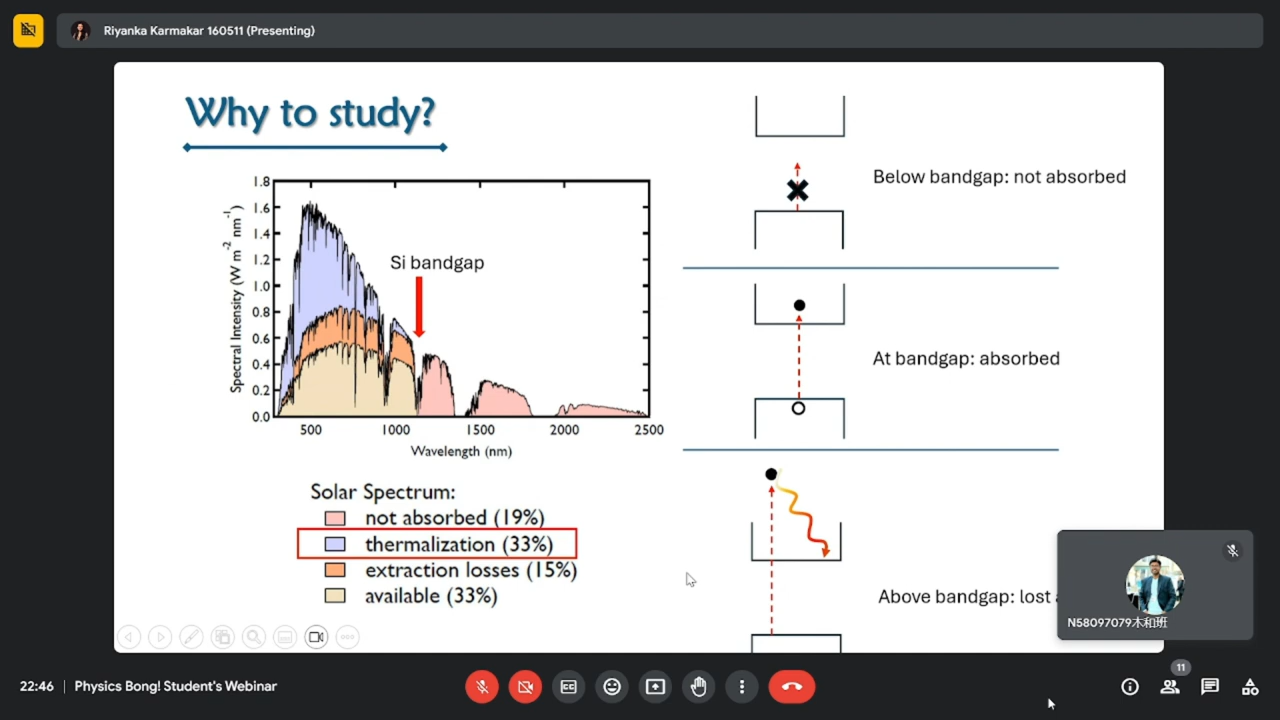 Riyanka Karmakar 160511 (Presenting)
Why to study?
1.8
1.6
1.4
1.2
1.0
0.8
0.6
0.4
0.2
0.0
Spectral Intensity (W m⁻² nm⁻¹)
Si bandgap
500 1000 1500 2000 2500
Wavelength (nm)
Solar Spectrum:
not absorbed (19%)
thermalization (33%)
extraction losses (15%)
available (33%)
Below bandgap: not absorbed
At bandgap: absorbed
Above bandgap: lost
N58097079木和班
22:46 | Physics Bong! Student's Webinar
11